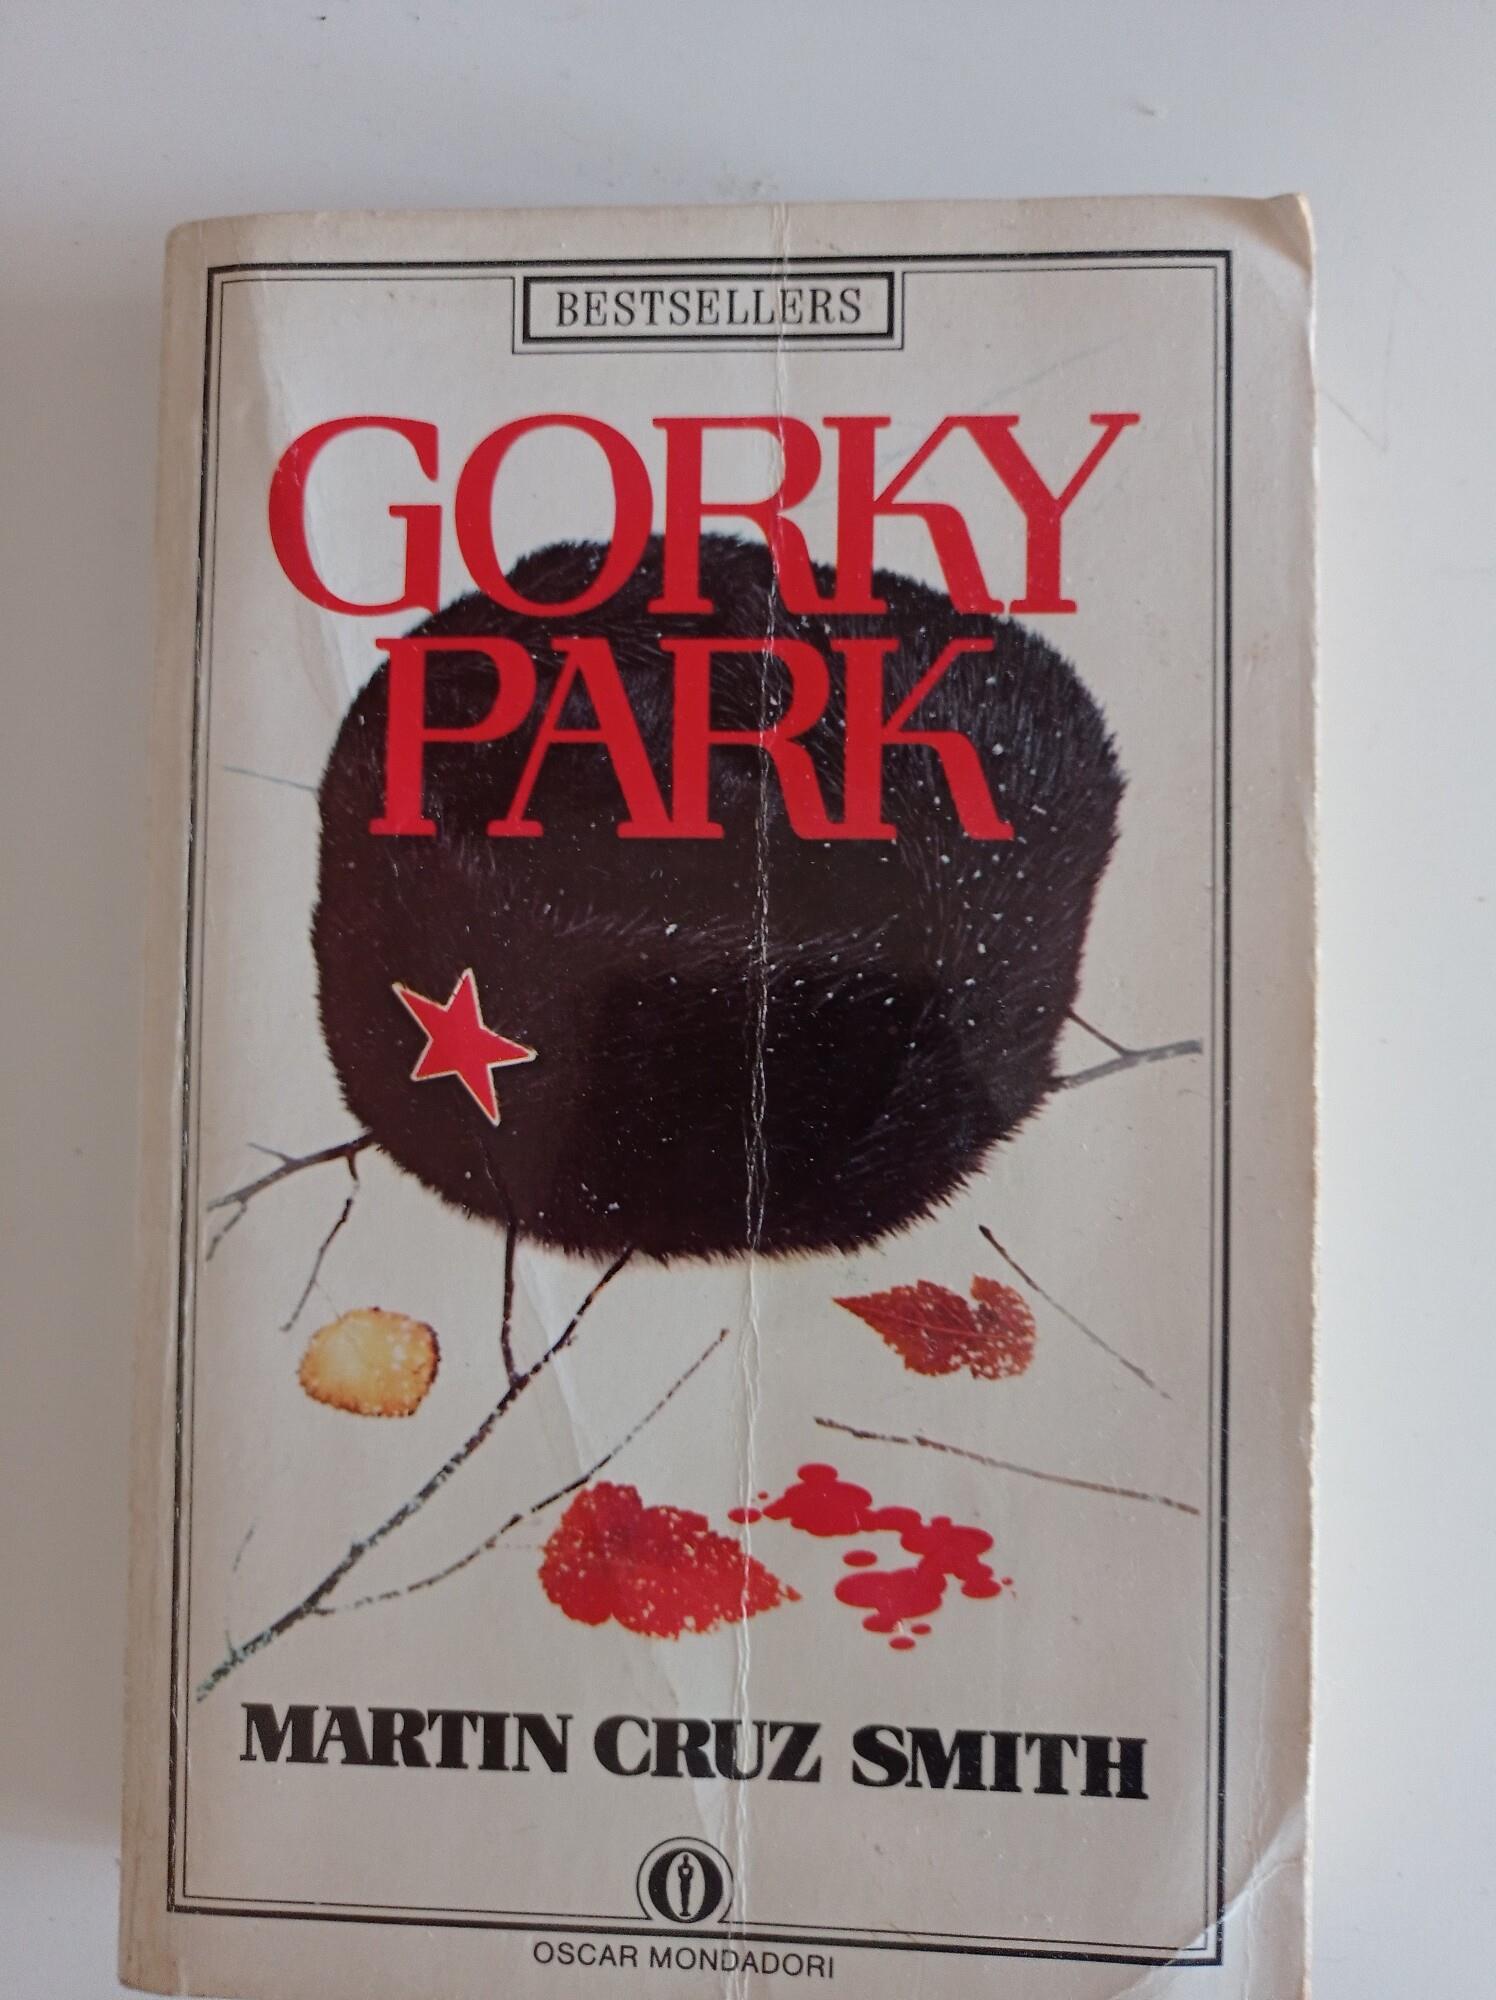 BESTSELLERS
GORKY
PARK
MARTIN CRUZ SMITH
OSCAR MONDADORI